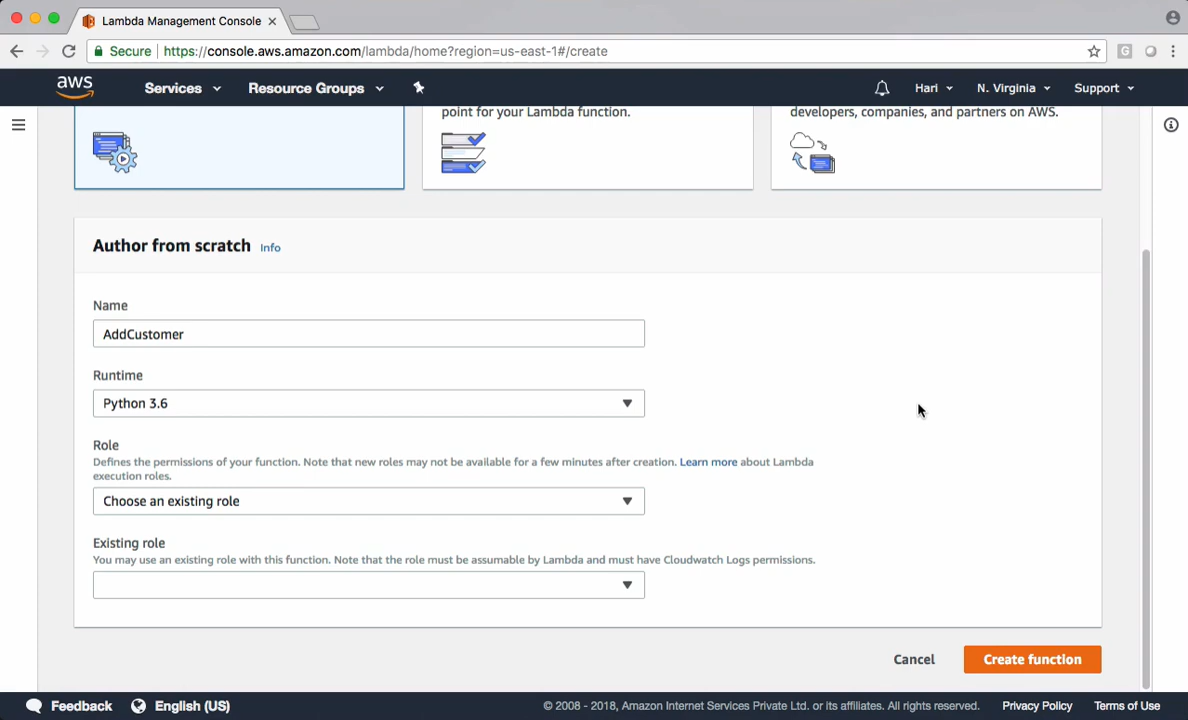 Lambda Management Console
Secure https://console.aws.amazon.com/lambda/home?region=us-east-1#/create
aws Services Resource Groups Hari N. Virginia Support
point for your Lambda function.
developers, companies, and partners on AWS.
Author from scratch Info
Name
AddCustomer
Runtime
Python 3.6
Role
Defines the permissions of your function. Note that new roles may not be available for a few minutes after creation. Learn more about Lambda
execution roles.
Choose an existing role
Existing role
You may use an existing role with this function. Note that the role must be assumable by Lambda and must have Cloudwatch Logs permissions.
Cancel Create function
Feedback English (US) © 2008 - 2018, Amazon Internet Services Private Ltd. or its affiliates. All rights reserved. Privacy Policy Terms of Use